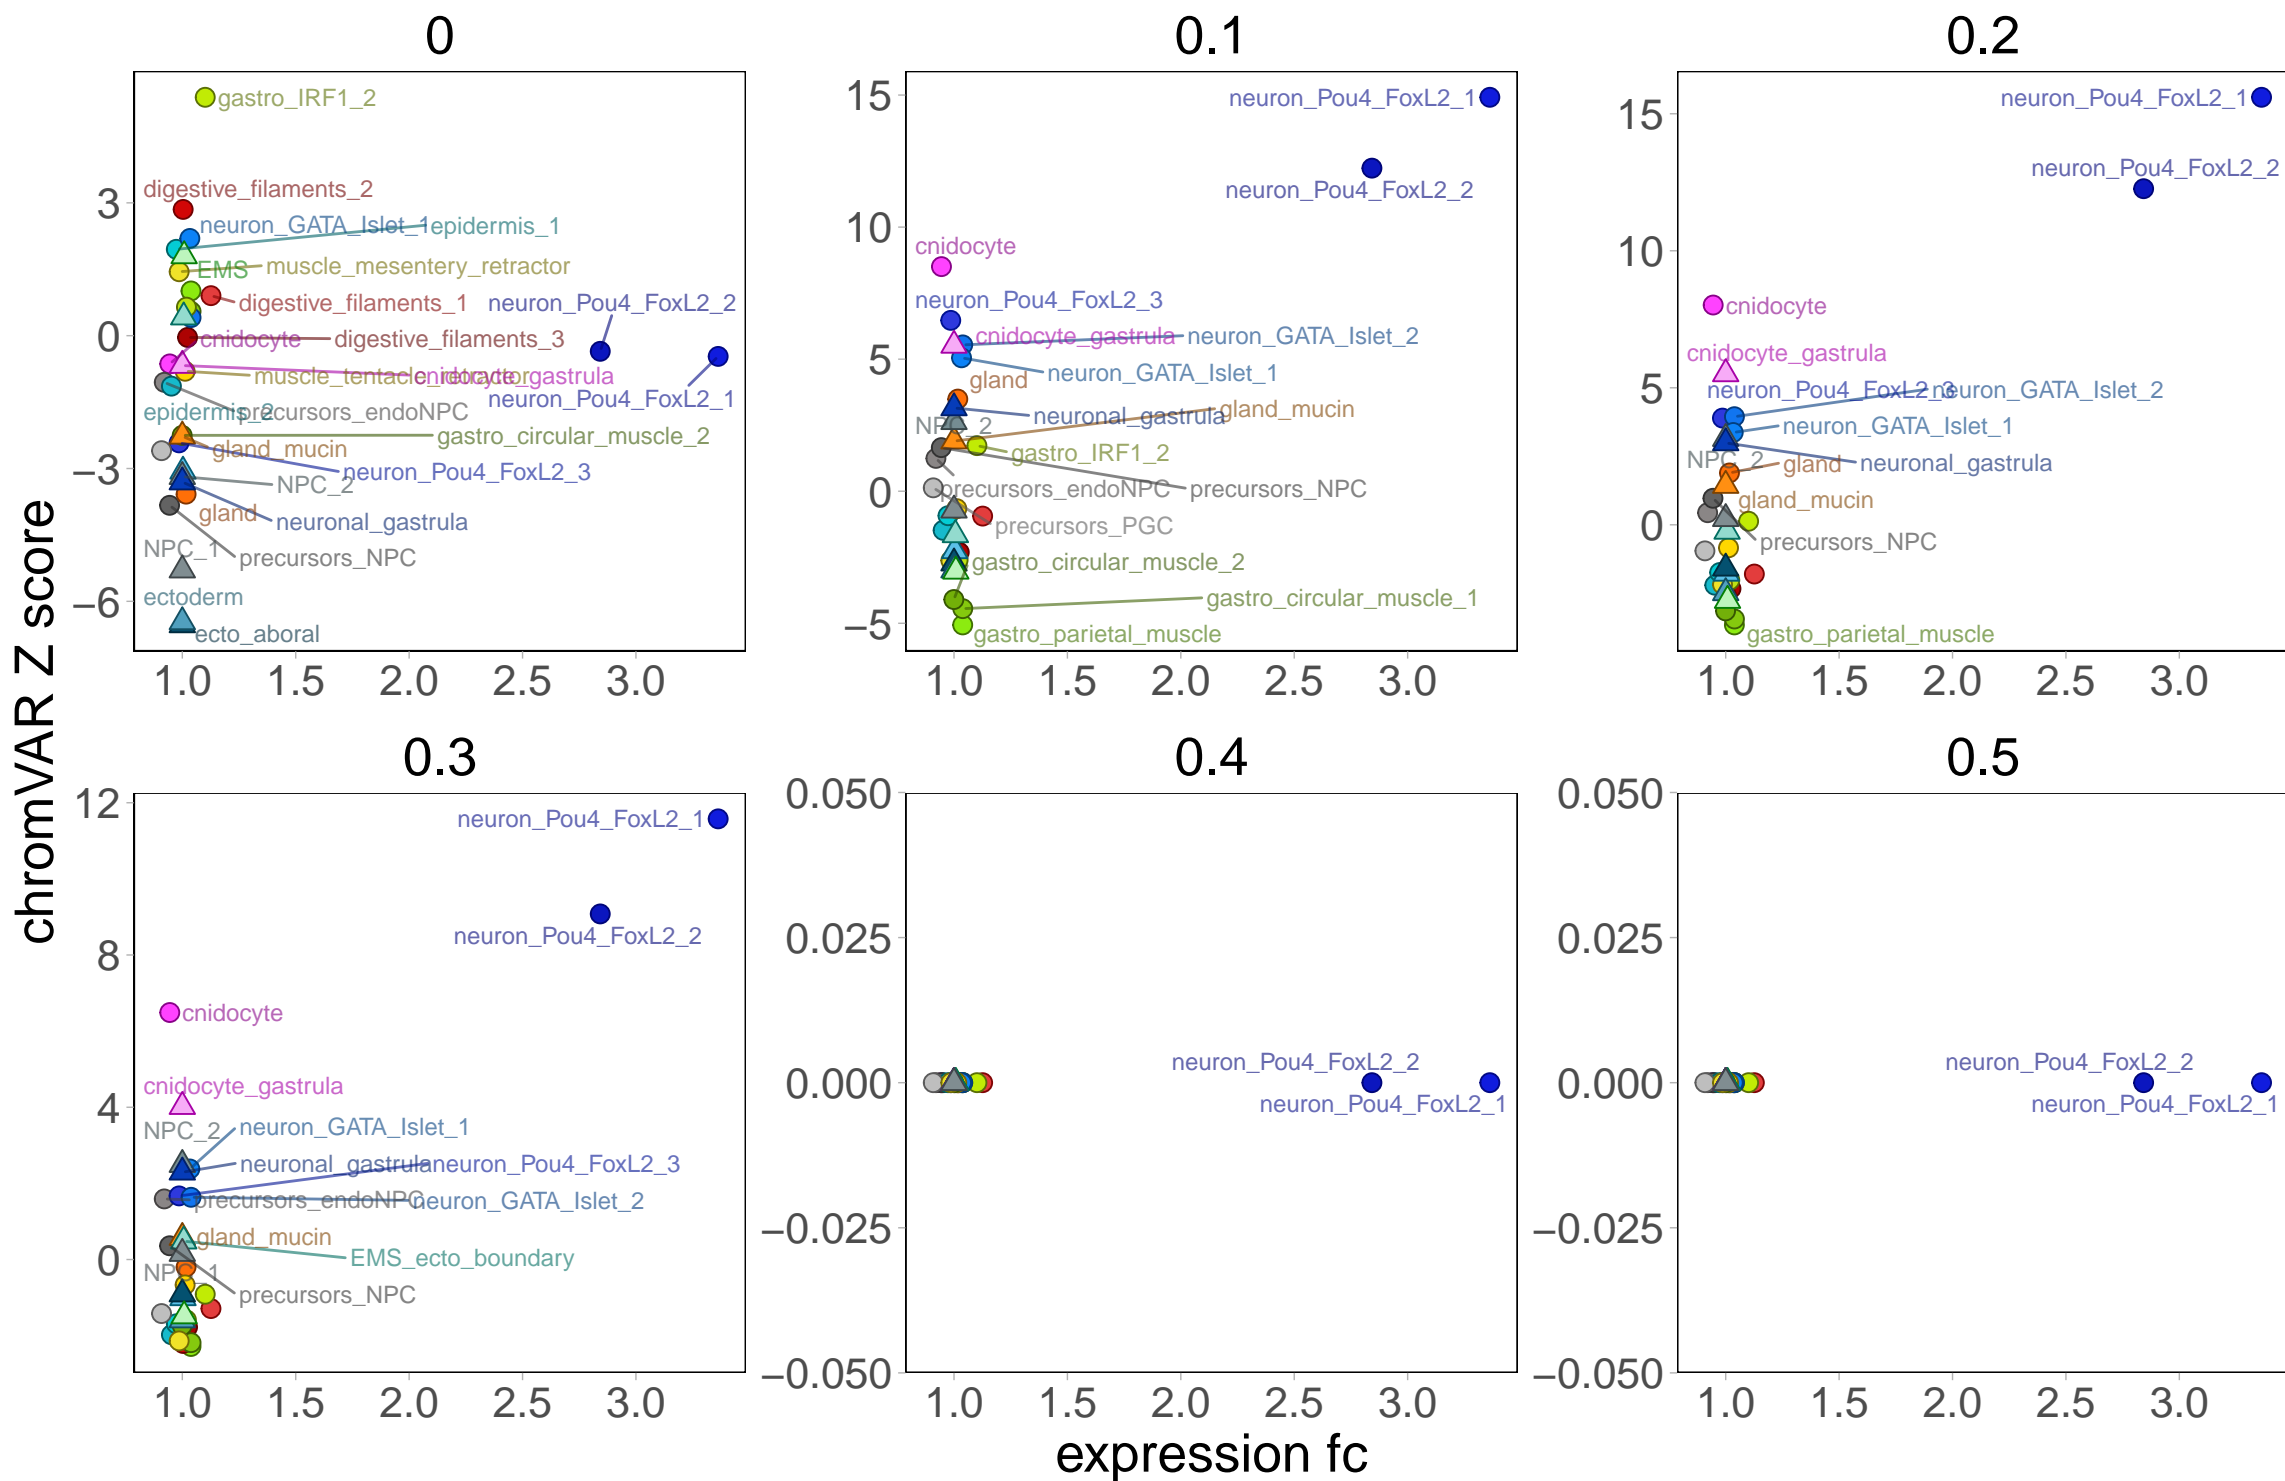 0
0.1
0.2
chromVAR Z score
3
0
−3
−6
gastro_IRF1_2
digestive_filaments_2
neuron_GATA_Islet_1
epidermis_1
EMS
muscle_mesentery_retractor
digestive_filaments_1
neuron_Pou4_FoxL2_2
cnidocyte
digestive_filaments_3
muscle_tentacle_retractor
cnidocyte_gastrula
neuron_Pou4_FoxL2_1
epidermis_2
precursors_endoNPC
gland_mucin
gastro_circular_muscle_2
neuron_Pou4_FoxL2_3
NPC_2
gland
neuronal_gastrula
NPC_1
precursors_NPC
ectoderm
ecto_aboral
1.0 1.5 2.0 2.5 3.0
15
10
5
0
−5
neuron_Pou4_FoxL2_1
neuron_Pou4_FoxL2_2
cnidocyte
neuron_Pou4_FoxL2_3
cnidocyte_gastrula
neuron_GATA_Islet_2
neuron_GATA_Islet_1
gland
neuronal_gastrula
gland_mucin
NPC_2
gastro_IRF1_2
precursors_endoNPC
precursors_NPC
precursors_PGC
gastro_circular_muscle_2
gastro_circular_muscle_1
gastro_parietal_muscle
1.0 1.5 2.0 2.5 3.0
15
10
5
0
neuron_Pou4_FoxL2_1
neuron_Pou4_FoxL2_2
cnidocyte
cnidocyte_gastrula
neuron_Pou4_FoxL2_3
neuron_GATA_Islet_2
neuron_GATA_Islet_1
NPC_2
gland
neuronal_gastrula
gland_mucin
precursors_NPC
gastro_parietal_muscle
1.0 1.5 2.0 2.5 3.0
0.3
0.4
0.5
12
8
4
0
neuron_Pou4_FoxL2_1
neuron_Pou4_FoxL2_2
cnidocyte
cnidocyte_gastrula
NPC_2
neuron_GATA_Islet_1
neuronal_gastrula
neuron_Pou4_FoxL2_3
precursors_endoNPC
neuron_GATA_Islet_2
gland_mucin
EMS_ecto_boundary
NPC_1
precursors_NPC
1.0 1.5 2.0 2.5 3.0
0.050
0.025
0.000
−0.025
−0.050
neuron_Pou4_FoxL2_2
neuron_Pou4_FoxL2_1
1.0 1.5 2.0 2.5 3.0
0.050
0.025
0.000
−0.025
−0.050
neuron_Pou4_FoxL2_2
neuron_Pou4_FoxL2_1
1.0 1.5 2.0 2.5 3.0
expression fc